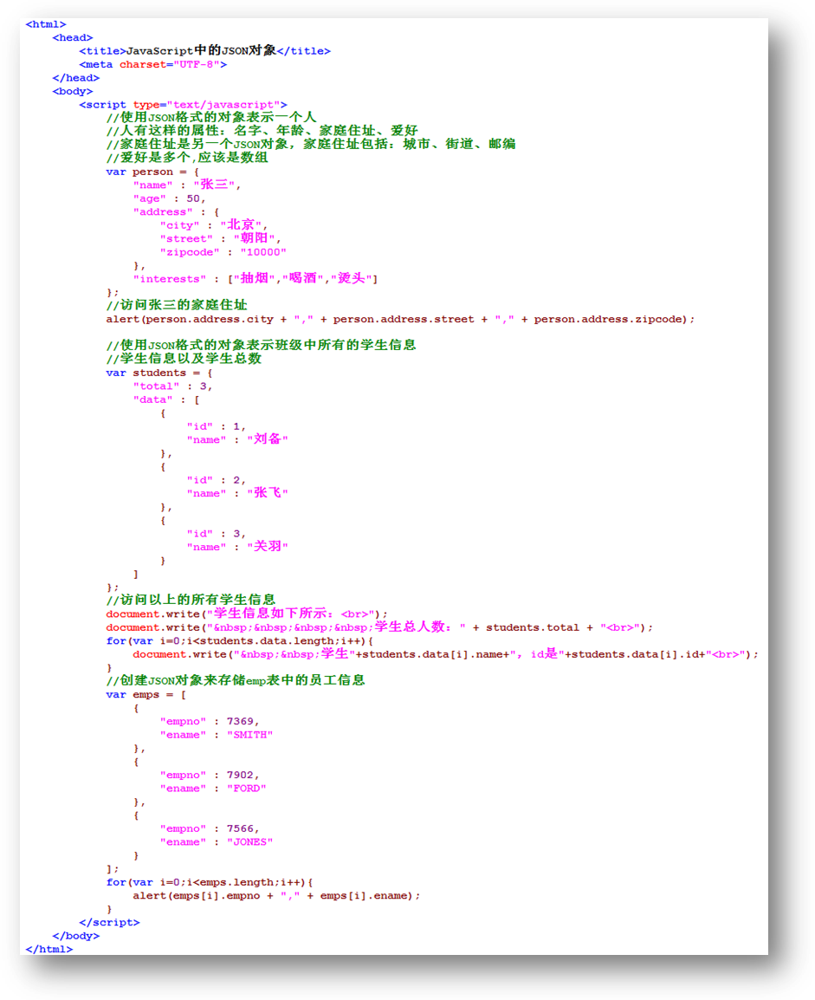 <html>
    <head>
        <title>JavaScript中的JSON对象</title>
        <meta charset="UTF-8">
    </head>
    <body>
        <script type="text/javascript">
            //使用JSON格式的对象表示一个人
            //人有这样的属性：名字、年龄、家庭住址、爱好
            //家庭住址是另一个JSON对象，家庭住址包括：城市、街道、邮编
            //爱好是多个,应该是数组
            var person = {
                "name" : "张三",
                "age" : 50,
                "address" : {
                    "city" : "北京",
                    "street" : "朝阳",
                    "zipcode" : "10000"
                },
                "interests" : ["抽烟","喝酒","烫头"]
            };
            //访问张三的家庭住址
            alert(person.address.city + "," + person.address.street + "," + person.address.zipcode);

            //使用JSON格式的对象表示班级中所有的学生信息
            //学生信息以及学生总数
            var students = {
                "total" : 3,
                "data" : [
                    {
                        "id" : 1,
                        "name" : "刘备"
                    },
                    {
                        "id" : 2,
                        "name" : "张飞"
                    },
                    {
                        "id" : 3,
                        "name" : "关羽"
                    }
                ]
            };
            //访问以上的所有学生信息
            document.write("学生信息如下所示：<br>");
            document.write("&nbsp;&nbsp;&nbsp;&nbsp;学生总人数：" + students.total + "<br>");
            for(var i=0;i<students.data.length;i++){
                document.write("&nbsp;&nbsp;学生"+students.data[i].name+"，id是"+students.data[i].id+"<br>");
            }
            //创建JSON对象来存储emp表中的员工信息
            var emps = [
                {
                    "empno" : 7369,
                    "ename" : "SMITH"
                },
                {
                    "empno" : 7902,
                    "ename" : "FORD"
                },
                {
                    "empno" : 7566,
                    "ename" : "JONES"
                }
            ];
            for(var i=0;i<emps.length;i++){
                alert(emps[i].empno + "," + emps[i].ename);
            }
        </script>
    </body>
</html>